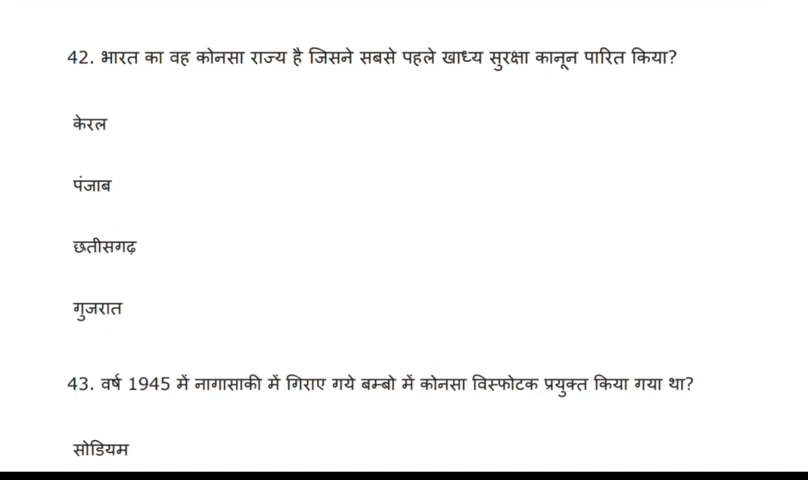 42. भारत का वह कोनसा राज्य है जिसने सबसे पहले खाध्य सुरक्षा कानून पारित किया?
केरल
पंजाब
छतीसगढ़
गुजरात
43. वर्ष 1945 में नागासाकी में गिराए गये बम्बो में कोनसा विस्फोटक प्रयुक्त किया गया था?
सोडियम